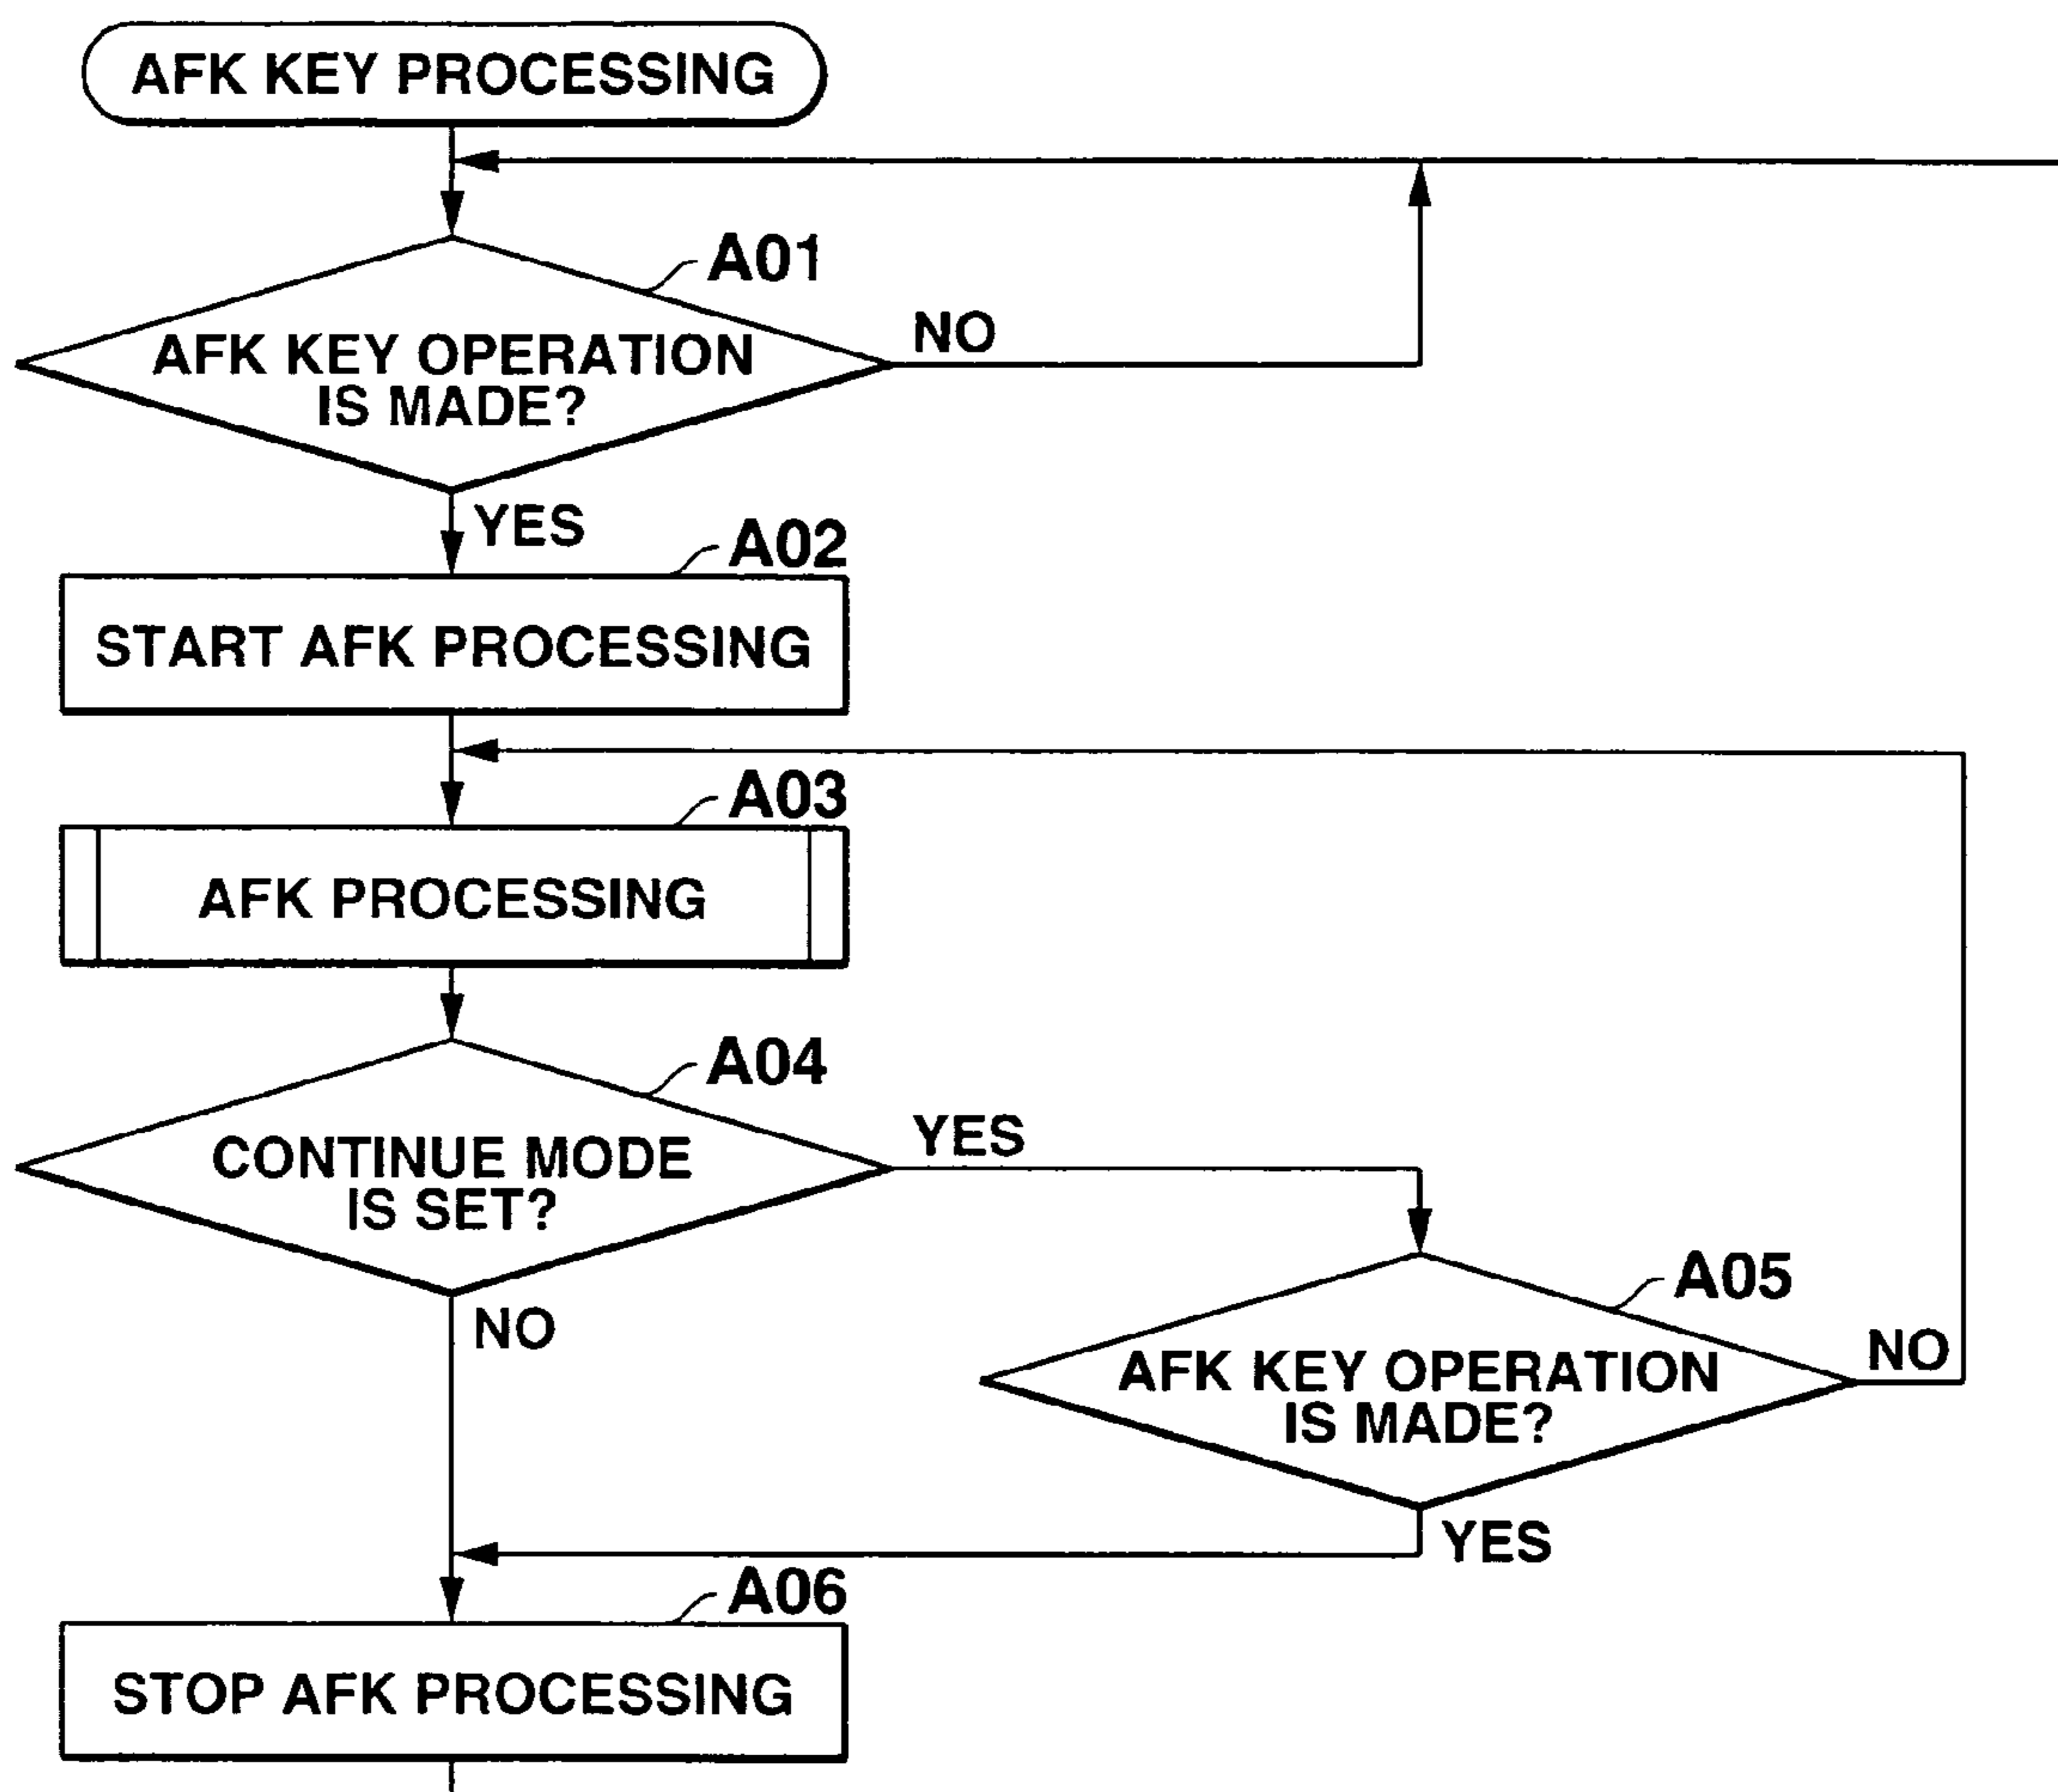 AFK KEY PROCESSING
A01
AFK KEY OPERATION
IS MADE?
NO
YES
A02
START AFK PROCESSING
A03
AFK PROCESSING
A04
CONTINUE MODE
IS SET?
YES
NO
A05
AFK KEY OPERATION
IS MADE?
NO
YES
A06
STOP AFK PROCESSING